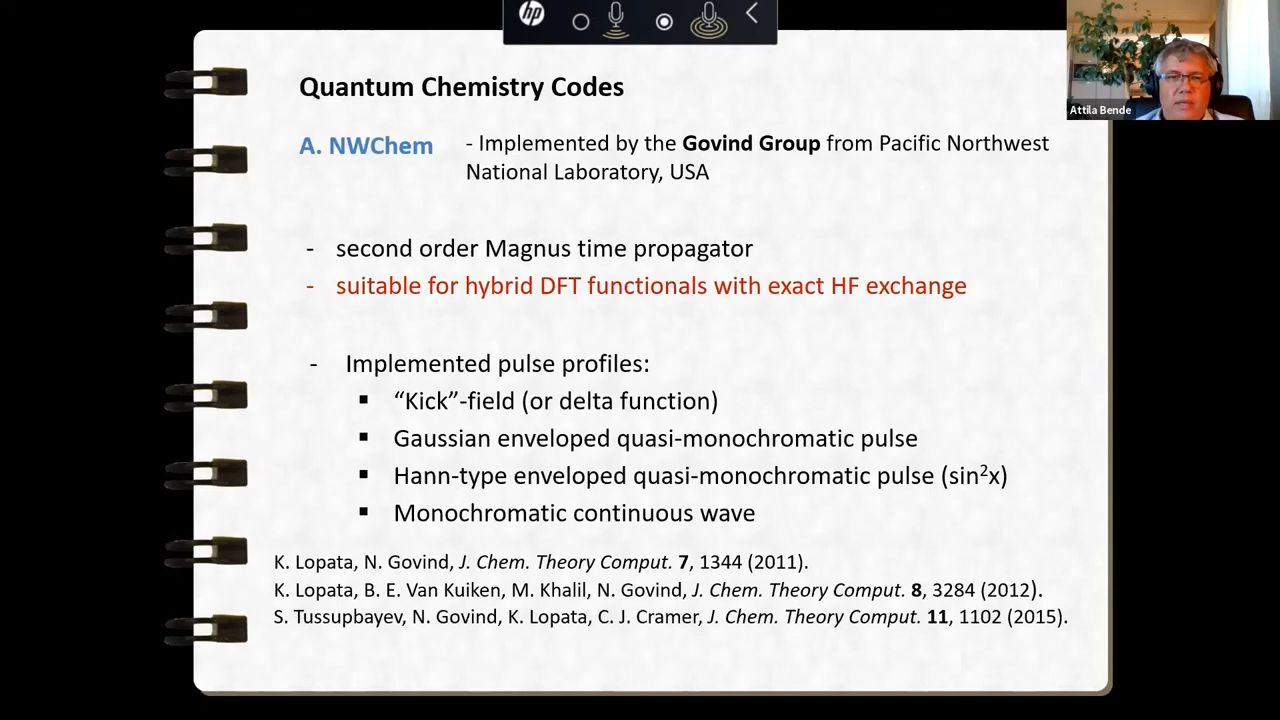 hp
Attila Bende
Quantum Chemistry Codes
A. NWChem
- Implemented by the Govind Group from Pacific Northwest
National Laboratory, USA
- second order Magnus time propagator
- suitable for hybrid DFT functionals with exact HF exchange
- Implemented pulse profiles:
▪ “Kick”-field (or delta function)
▪ Gaussian enveloped quasi-monochromatic pulse
▪ Hann-type enveloped quasi-monochromatic pulse (sin²x)
▪ Monochromatic continuous wave
K. Lopata, N. Govind, J. Chem. Theory Comput. 7, 1344 (2011).
K. Lopata, B. E. Van Kuiken, M. Khalil, N. Govind, J. Chem. Theory Comput. 8, 3284 (2012).
S. Tussupbayev, N. Govind, K. Lopata, C. J. Cramer, J. Chem. Theory Comput. 11, 1102 (2015).